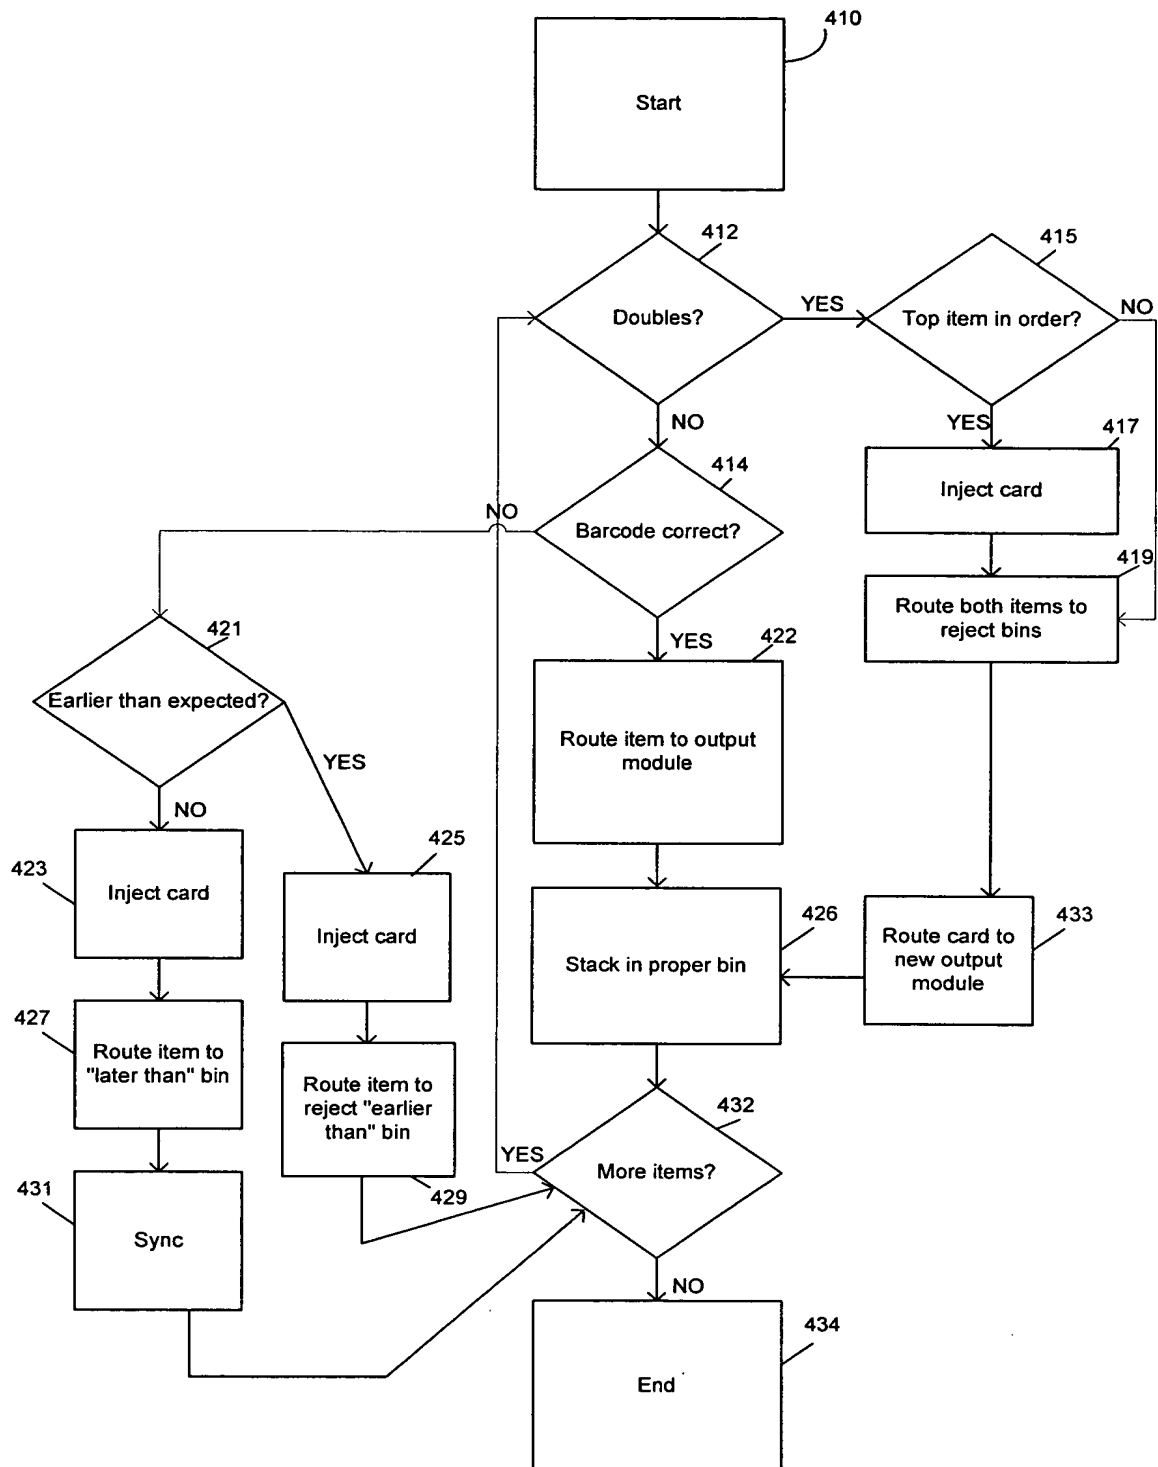 410
Start
412
415
Doubles?
YES
Top item in order?
NO
NO
YES
417
414
Inject card
NO
Barcode correct?
419
Route both items to
reject bins
421
YES
422
Earlier than expected?
Route item to output
module
YES
NO
425
423
Inject card
Inject card
426
433
Stack in proper bin
Route card to
new output
module
427
Route item to
"later than" bin
Route item to
reject "earlier
than" bin
432
YES
More items?
431
429
Sync
NO
434
End